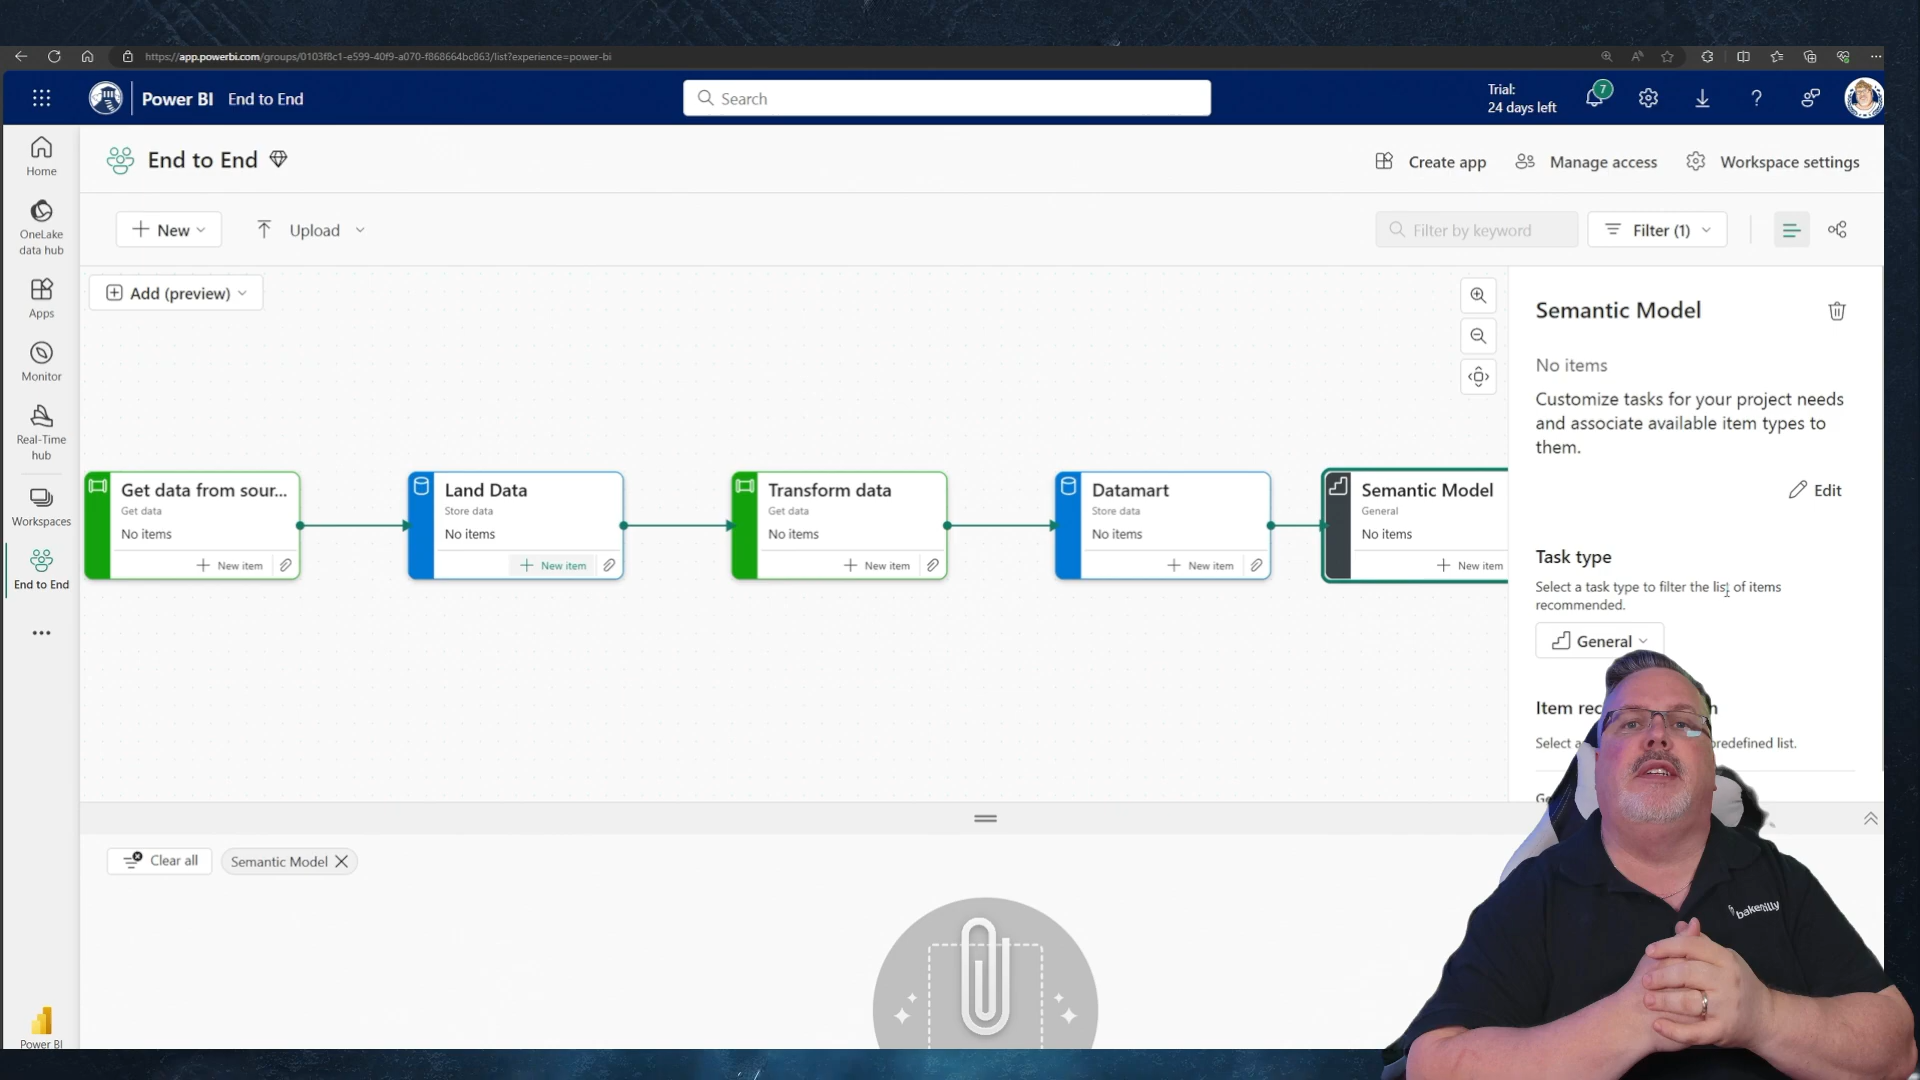 https://app.powerbi.com/groups/0103f8c1-e599-40f9-a070-f868664bc863/list?experience=power-bi
Power BI End to End
Search
Trial:
24 days left
7
Home
OneLake
data hub
Apps
Monitor
Real-Time
hub
Workspaces
End to End
Power BI
End to End
Create app
Manage access
Workspace settings
New
Upload
Filter by keyword
Filter (1)
Add (preview)
Get data from sour...
Get data
No items
New item
Land Data
Store data
No items
New item
Transform data
Get data
No items
New item
Datamart
Store data
No items
New item
Semantic Model
General
No items
New item
Semantic Model
No items
Customize tasks for your project needs
and associate available item types to
them.
Edit
Task type
Select a task type to filter the list of items
recommended.
General
Item
Select
predefined list.
Clear all
Semantic Model
bakertilly